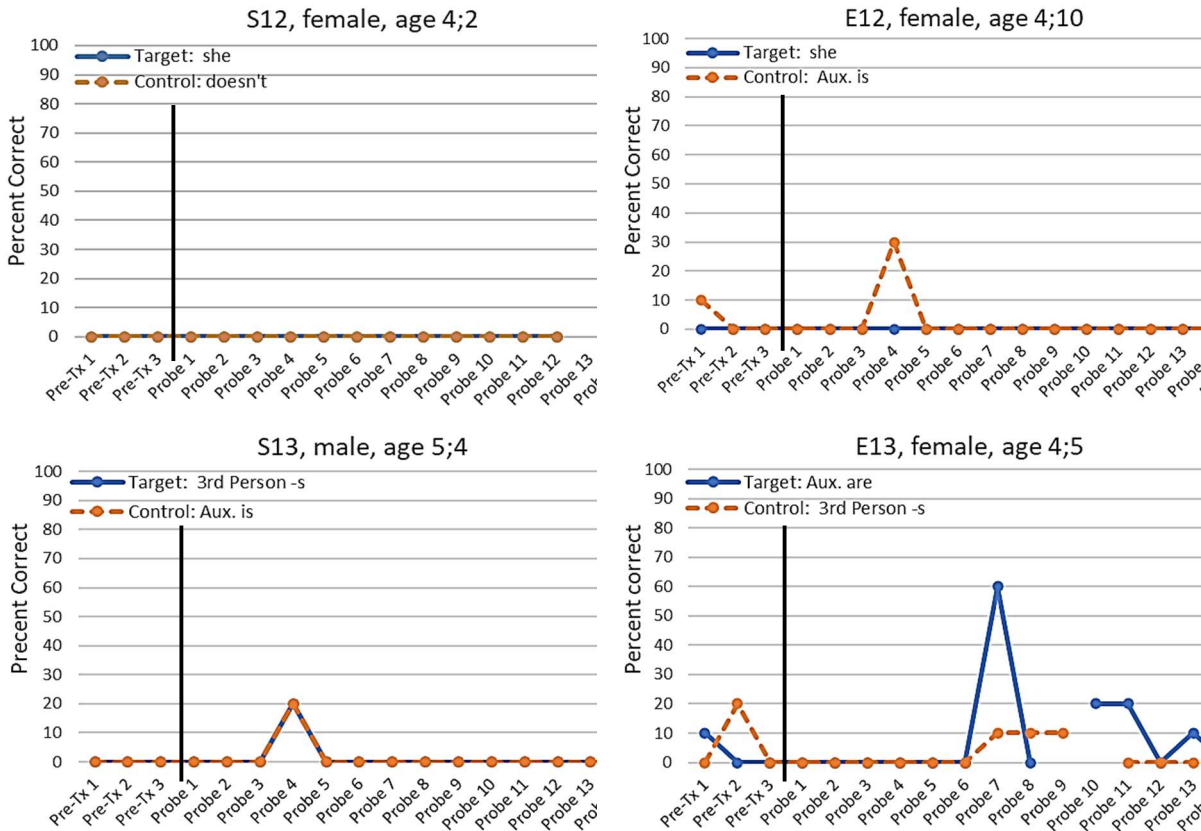 S12, female, age 4;2
Percent Correct
100
90
80
70
60
50
40
30
20
10
0
Target: she
Control: doesn't
Pre-Tx 1
Pre-Tx 2
Pre-Tx 3
Probe 1
Probe 2
Probe 3
Probe 4
Probe 5
Probe 6
Probe 7
Probe 8
Probe 9
Probe 10
Probe 11
Probe 12
Probe 13
E12, female, age 4;10
Percent Correct
100
90
80
70
60
50
40
30
20
10
0
Target: she
Control: Aux. is
Pre-Tx 1
Pre-Tx 2
Pre-Tx 3
Probe 1
Probe 2
Probe 3
Probe 4
Probe 5
Probe 6
Probe 7
Probe 8
Probe 9
Probe 10
Probe 11
Probe 12
Probe 13
S13, male, age 5;4
Precent Correct
100
90
80
70
60
50
40
30
20
10
0
Target: 3rd Person -s
Control: Aux. is
Pre-Tx 1
Pre-Tx 2
Pre-Tx 3
Probe 1
Probe 2
Probe 3
Probe 4
Probe 5
Probe 6
Probe 7
Probe 8
Probe 9
Probe 10
Probe 11
Probe 12
Probe 13
E13, female, age 4;5
Percent correct
100
90
80
70
60
50
40
30
20
10
0
Target: Aux. are
Control: 3rd Person -s
Pre-Tx 1
Pre-Tx 2
Pre-Tx 3
Probe 1
Probe 2
Probe 3
Probe 4
Probe 5
Probe 6
Probe 7
Probe 8
Probe 9
Probe 10
Probe 11
Probe 12
Probe 13